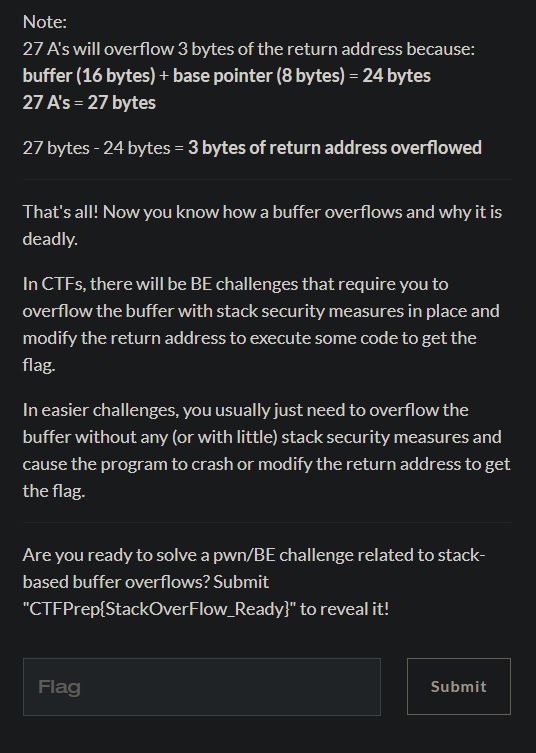 Note:
27 A's will overflow 3 bytes of the return address because:
buffer (16 bytes) + base pointer (8 bytes) = 24 bytes
27 A's = 27 bytes
27 bytes - 24 bytes = 3 bytes of return address overflowed
That's all! Now you know how a buffer overflows and why it is
deadly.
In CTFs, there will be BE challenges that require you to
overflow the buffer with stack security measures in place and
modify the return address to execute some code to get the
flag.
In easier challenges, you usually just need to overflow the
buffer without any (or with little) stack security measures and
cause the program to crash or modify the return address to get
the flag.
Are you ready to solve a pwn/BE challenge related to stack-
based buffer overflows? Submit
"CTFPrep{StackOverFlow_Ready}" to reveal it!
Flag
Submit